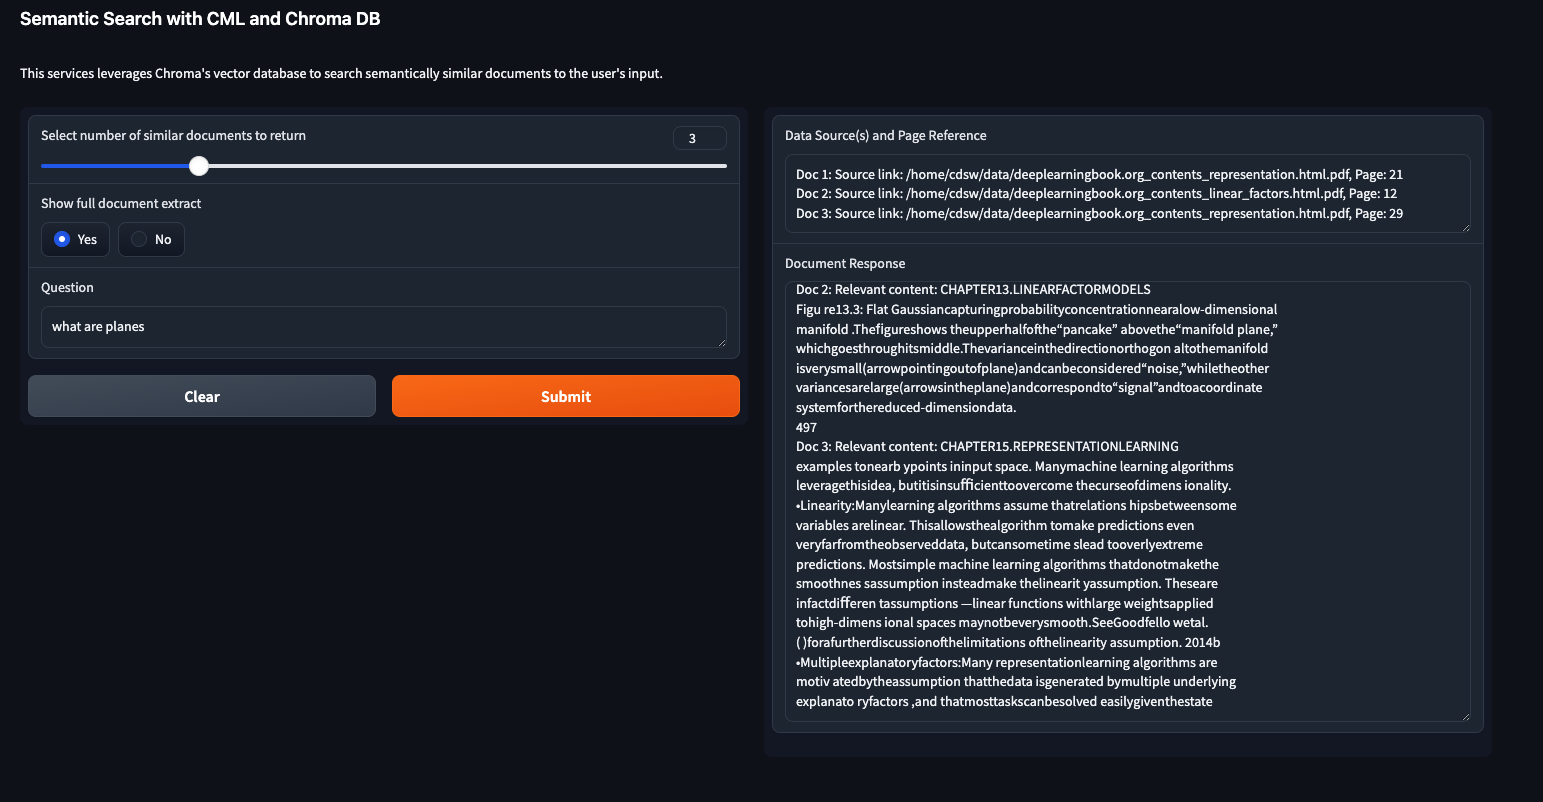 Semantic Search with CML and Chroma DB
This services leverages Chroma's vector database to search semantically similar documents to the user's input.
Select number of similar documents to return
3
Show full document extract
Yes
No
Question
what are planes
Clear
Submit
Data Source(s) and Page Reference
Doc 1: Source link: /home/cdsw/data/deeplearningbook.org_contents_representation.html.pdf, Page: 21
Doc 2: Source link: /home/cdsw/data/deeplearningbook.org_contents_linear_factors.html.pdf, Page: 12
Doc 3: Source link: /home/cdsw/data/deeplearningbook.org_contents_representation.html.pdf, Page: 29
Document Response
Doc 2: Relevant content: CHAPTER13.LINEARFACTORMODELS
Figu re13.3: Flat Gaussiancapturingprobabilityconcentrationnearalow-dimensional
manifold .Thefigureshows theupperhalfofthe“pancake” abovethe“manifold plane,”
whichgoesthroughitsmiddle.Thevarianceinthedirectionorthogon altothemanifold
isverysmall(arrowpointingoutofplane)andcanbeconsidered“noise,”whiletheother
variancesarelarge(arrowsintheplane)andcorrespondto“signal”andtoacoordinate
systemforthereduced-dimensiondata.
497
Doc 3: Relevant content: CHAPTER15.REPRESENTATIONLEARNING
examples tonearb ypoints ininput space. Manymachine learning algorithms
leveragethisidea, butitisinsufficienttoovercome thecurseofdimens ionality.
•Linearity:Manylearning algorithms assume thatrelations hipsbetweensome
variables arelinear. Thisallowsthealgorithm tomake predictions even
veryfarfromtheobserveddata, butcansometime slead tooverlyextreme
predictions. Mostsimple machine learning algorithms thatdonotmakethe
smoothnes sassumption insteadmake thelinearit yassumption. Theseare
infactdifferen tassumptions —linear functions withlarge weightsapplied
tohigh-dimens ional spaces maynotbeverysmooth.SeeGoodfello wetal.
( )forafurtherdiscussionofthelimitations ofthelinearity assumption. 2014b
•Multipleexplanatoryfactors:Many representationlearning algorithms are
motiv atedbytheassumption thatthedata isgenerated bymultiple underlying
explanato ryfactors ,and thatmosttaskscanbesolved easilygiventhestate